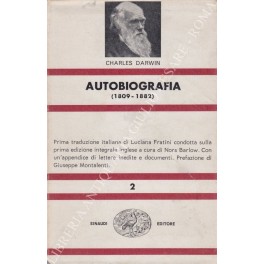 CHARLES DARWIN
AUTOBIOGRAFIA
(1809-1882)
Prima traduzione italiana di Luciana Fratini condotta sulla
prima edizione integrale inglese a cura di Nora Barlow. Con
un'appendice di lettere inedite e documenti. Prefazione di
Giuseppe Montalenti.
2
EINAUDI EDITORE